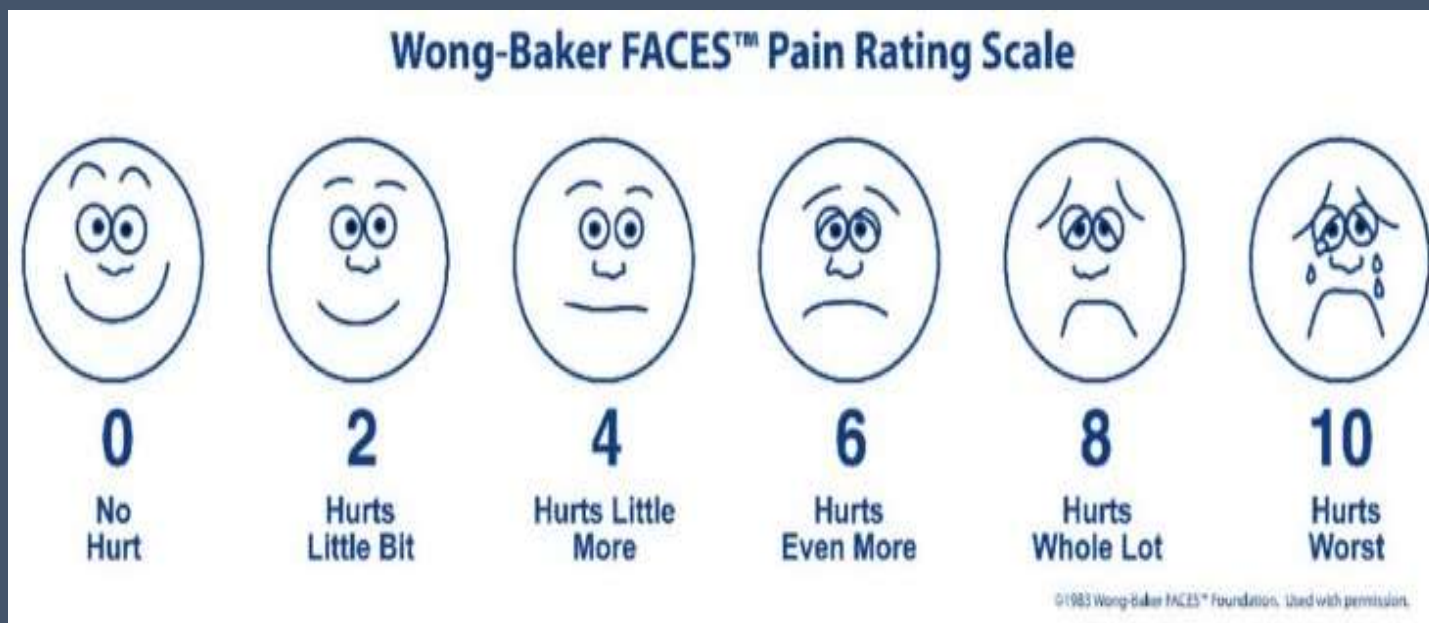 Wong-Baker FACES™ Pain Rating Scale
0
No
Hurt
2
Hurts
Little Bit
4
Hurts Little
More
6
Hurts
Even More
8
Hurts
Whole Lot
10
Hurts
Worst
©1983 Wong-Baker FACES™ Foundation. Used with permission.